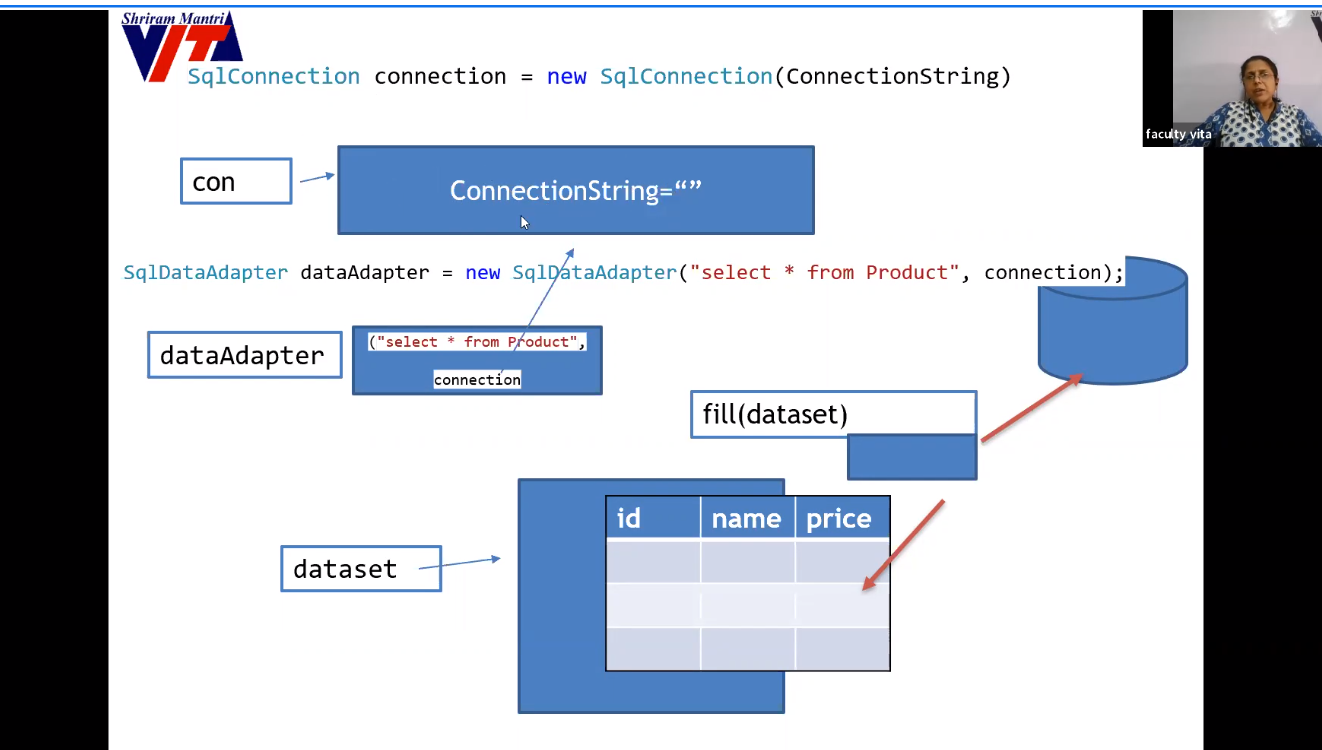 Shriram Mantri
VITA
SqlConnection connection = new SqlConnection(ConnectionString)
faculty vita
con
ConnectionString=“”
SqlDataAdapter dataAdapter = new SqlDataAdapter("select * from Product", connection);
dataAdapter
("select * from Product",
connection
fill(dataset)
id name price
dataset